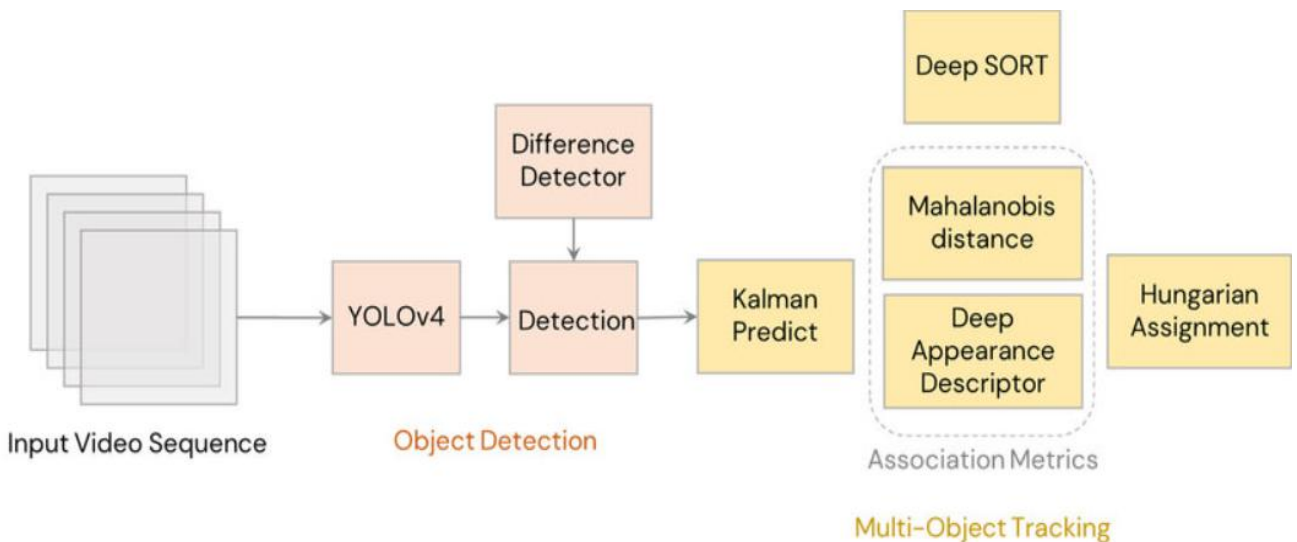 Deep SORT
Difference
Detector
Mahalanobis
distance
YOLOv4
Detection
Kalman
Predict
Deep
Appearance
Descriptor
Hungarian
Assignment
Input Video Sequence
Object Detection
Association Metrics
Multi-Object Tracking